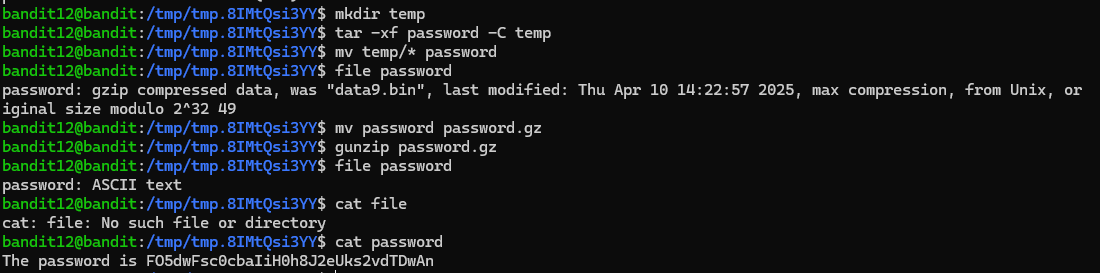 bandit12@bandit:/tmp/tmp.8IMtQsi3YY$ mkdir temp
bandit12@bandit:/tmp/tmp.8IMtQsi3YY$ tar -xf password -C temp
bandit12@bandit:/tmp/tmp.8IMtQsi3YY$ mv temp/* password
bandit12@bandit:/tmp/tmp.8IMtQsi3YY$ file password
password: gzip compressed data, was "data9.bin", last modified: Thu Apr 10 14:22:57 2025, max compression, from Unix, or
iginal size modulo 2^32 49
bandit12@bandit:/tmp/tmp.8IMtQsi3YY$ mv password password.gz
bandit12@bandit:/tmp/tmp.8IMtQsi3YY$ gunzip password.gz
bandit12@bandit:/tmp/tmp.8IMtQsi3YY$ file password
password: ASCII text
bandit12@bandit:/tmp/tmp.8IMtQsi3YY$ cat file
cat: file: No such file or directory
bandit12@bandit:/tmp/tmp.8IMtQsi3YY$ cat password
The password is FO5dwFsc0cbaIiH0h8J2eUks2vdTDwAn